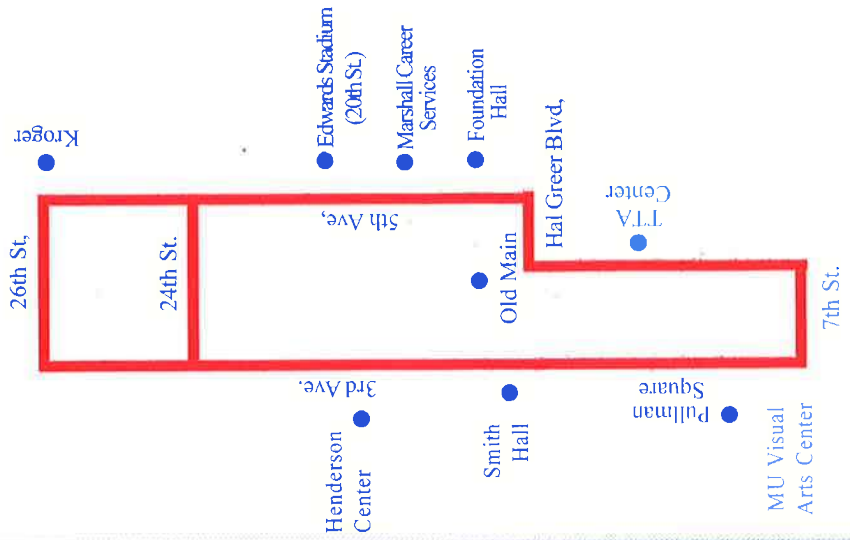 Kroger
Edwards Stadium
(20th St.)
Marshall Career
Services
Foundation
Hall
Hal Greer Blvd,
TTA
Center
5th Ave,
26th St,
24th St.
Old Main
7th St.
3rd Ave.
Henderson
Center
Smith
Hall
Pullman
Square
MU Visual
Arts Center